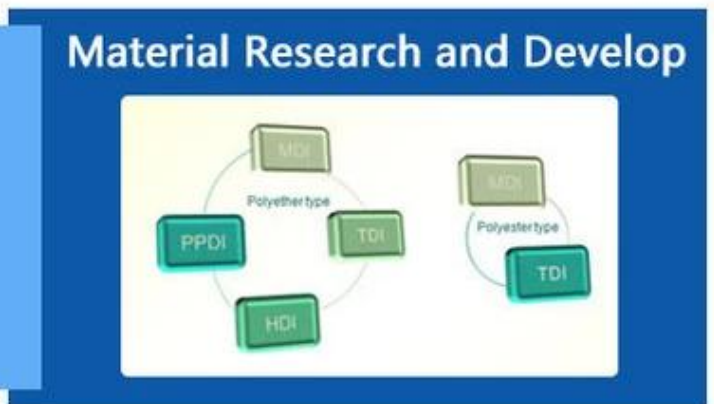 Material Research and Develop
MDI
Polyether type
PPDI
TDI
HDI
MDI
Polyester type
TDI